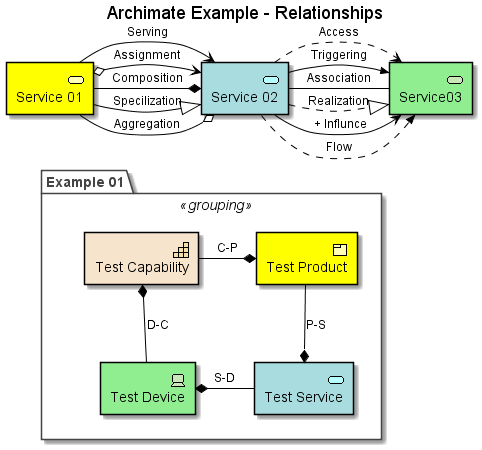 Archimate Example - Relationships
Serving
Access
Assignment
Triggering
Service 01
Composition
Service 02
Association
Service03
Specilization
Realization
Aggregation
+ Influnce
Flow
Example 01
«grouping»
Test Capability
C-P
Test Product
D-C
P-S
Test Device
S-D
Test Service